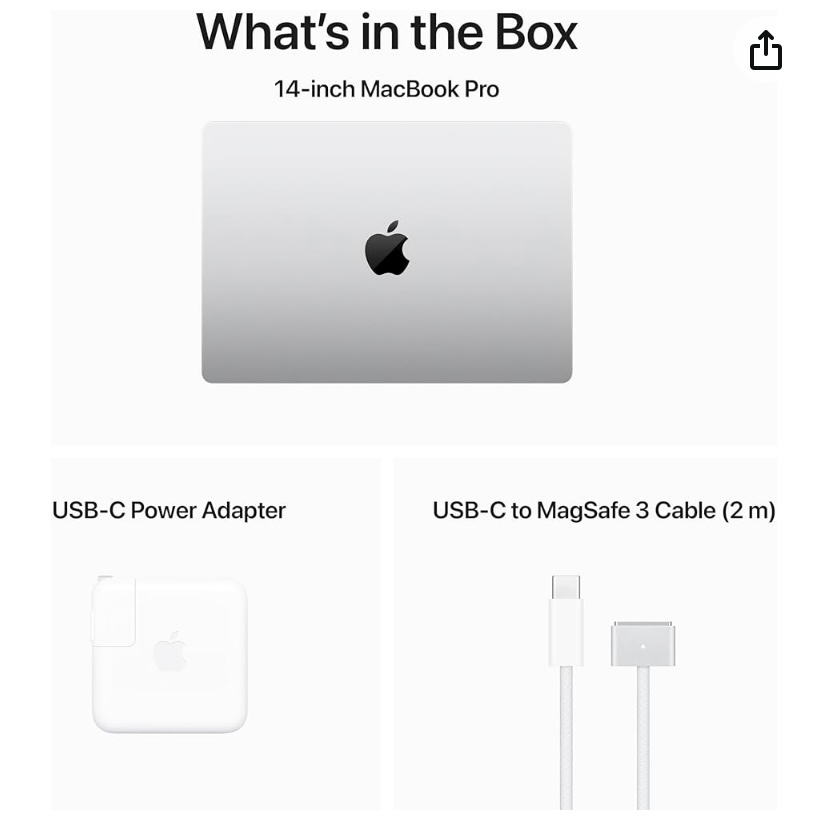 What's in the Box
14-inch MacBook Pro
USB-C Power Adapter
USB-C to MagSafe 3 Cable (2 m)